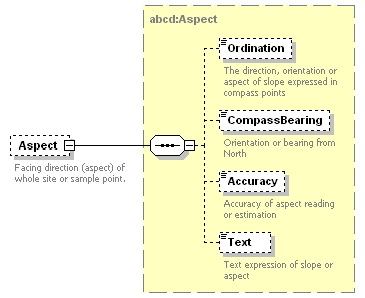 abcd:Aspect
Ordination
The direction, orientation or
aspect of slope expressed in
compass points
CompassBearing
Orientation or bearing from
North
Aspect
Facing direction (aspect) of
whole site or sample point.
Accuracy
Accuracy of aspect reading
or estimation
Text
Text expression of slope or
aspect